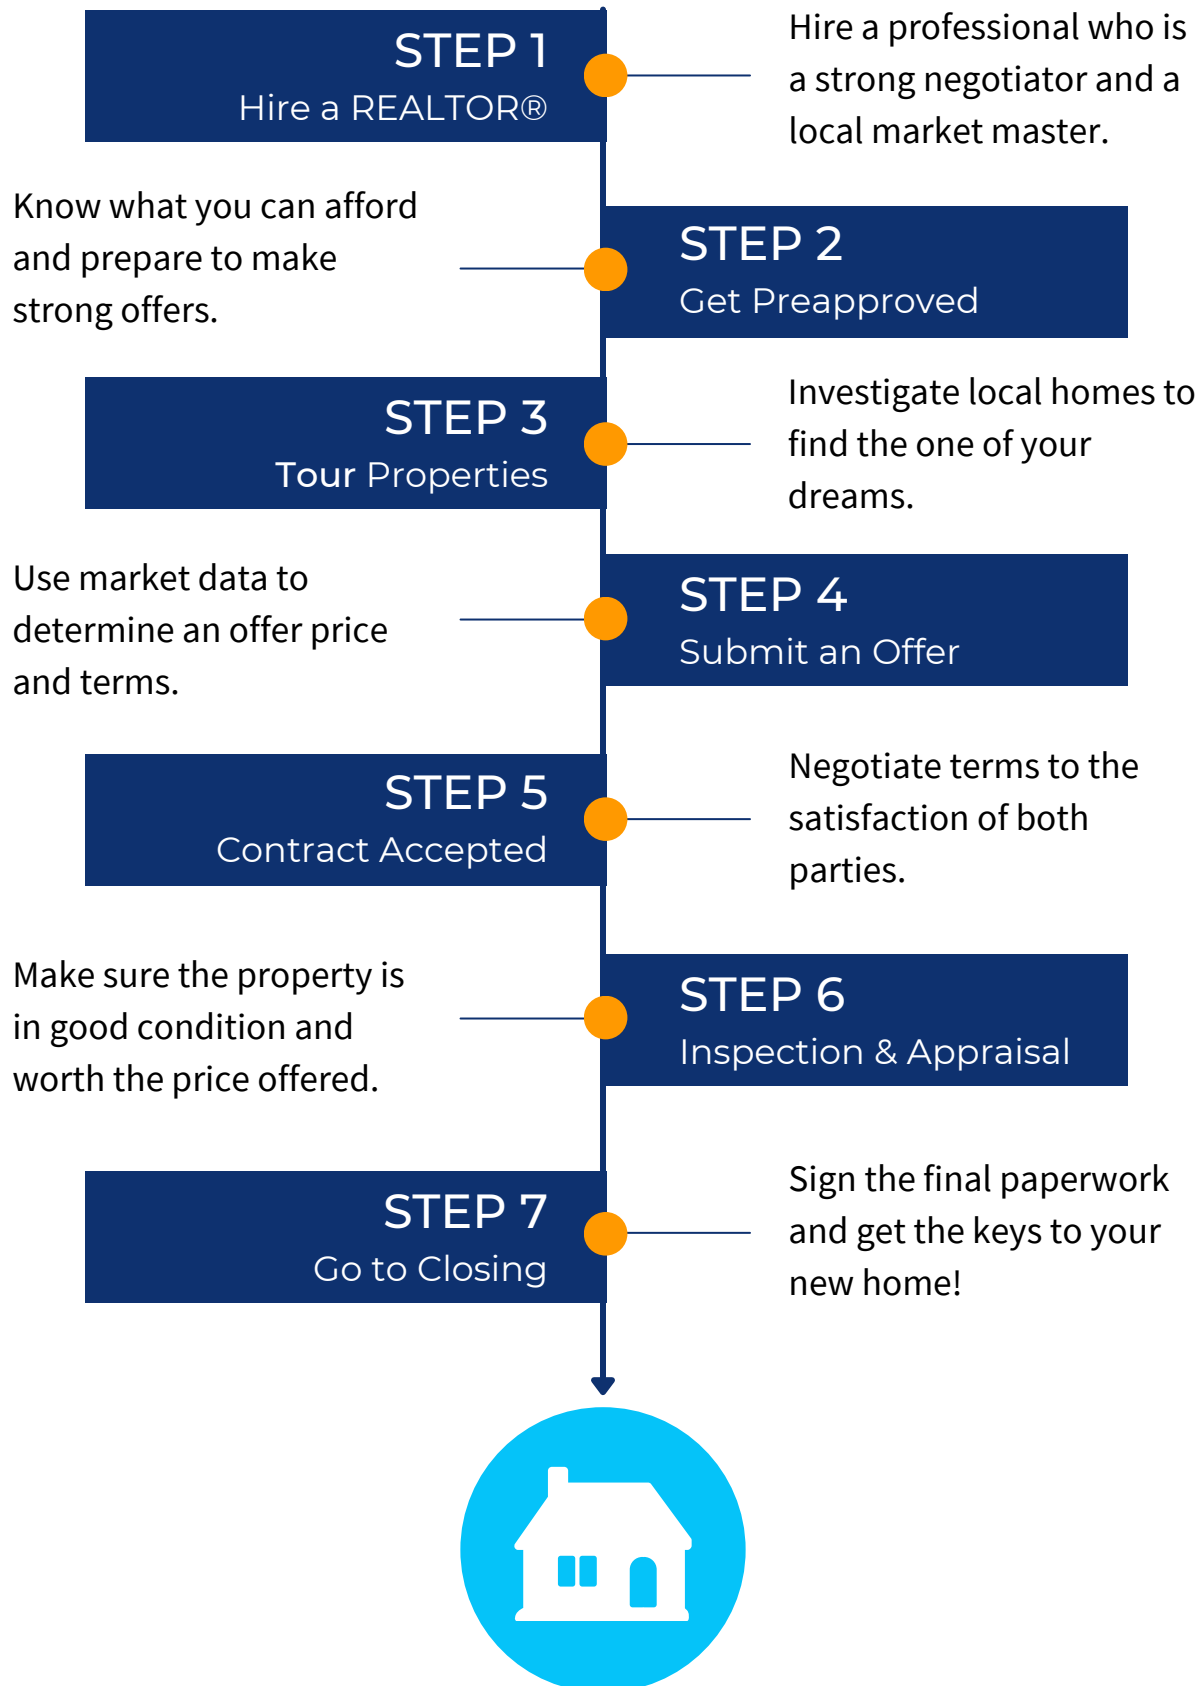 STEP 1
Hire a REALTOR®
Hire a professional who is
a strong negotiator and a
local market master.
STEP 2
Get Preapproved
Know what you can afford
and prepare to make
strong offers.
STEP 3
Tour Properties
Investigate local homes to
find the one of your
dreams.
STEP 4
Submit an Offer
Use market data to
determine an offer price
and terms.
STEP 5
Contract Accepted
Negotiate terms to the
satisfaction of both
parties.
STEP 6
Inspection & Appraisal
Make sure the property is
in good condition and
worth the price offered.
STEP 7
Go to Closing
Sign the final paperwork
and get the keys to your
new home!